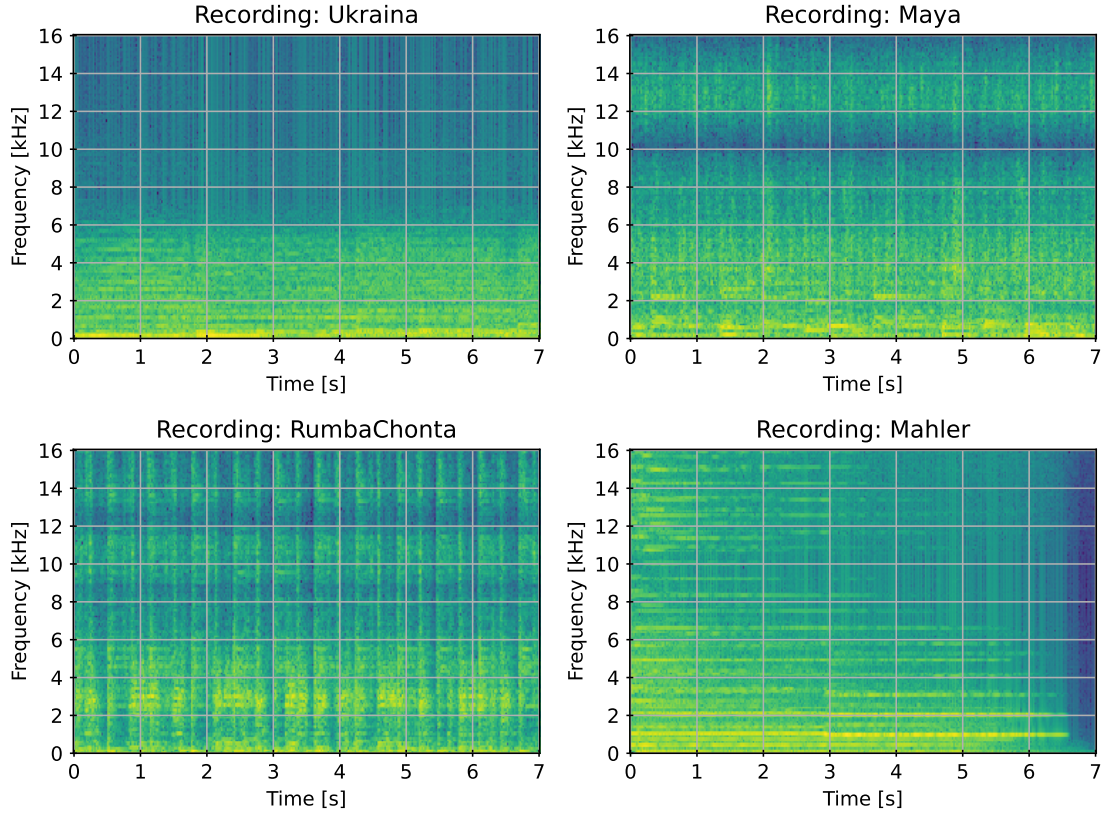 Recording: Ukraina
Frequency [kHz]
16
14
12
10
8
6
4
2
0
0 1 2 3 4 5 6 7
Time [s]
Recording: Maya
Frequency [kHz]
16
14
12
10
8
6
4
2
0
0 1 2 3 4 5 6 7
Time [s]
Recording: RumbaChonta
Frequency [kHz]
16
14
12
10
8
6
4
2
0
0 1 2 3 4 5 6 7
Time [s]
Recording: Mahler
Frequency [kHz]
16
14
12
10
8
6
4
2
0
0 1 2 3 4 5 6 7
Time [s]